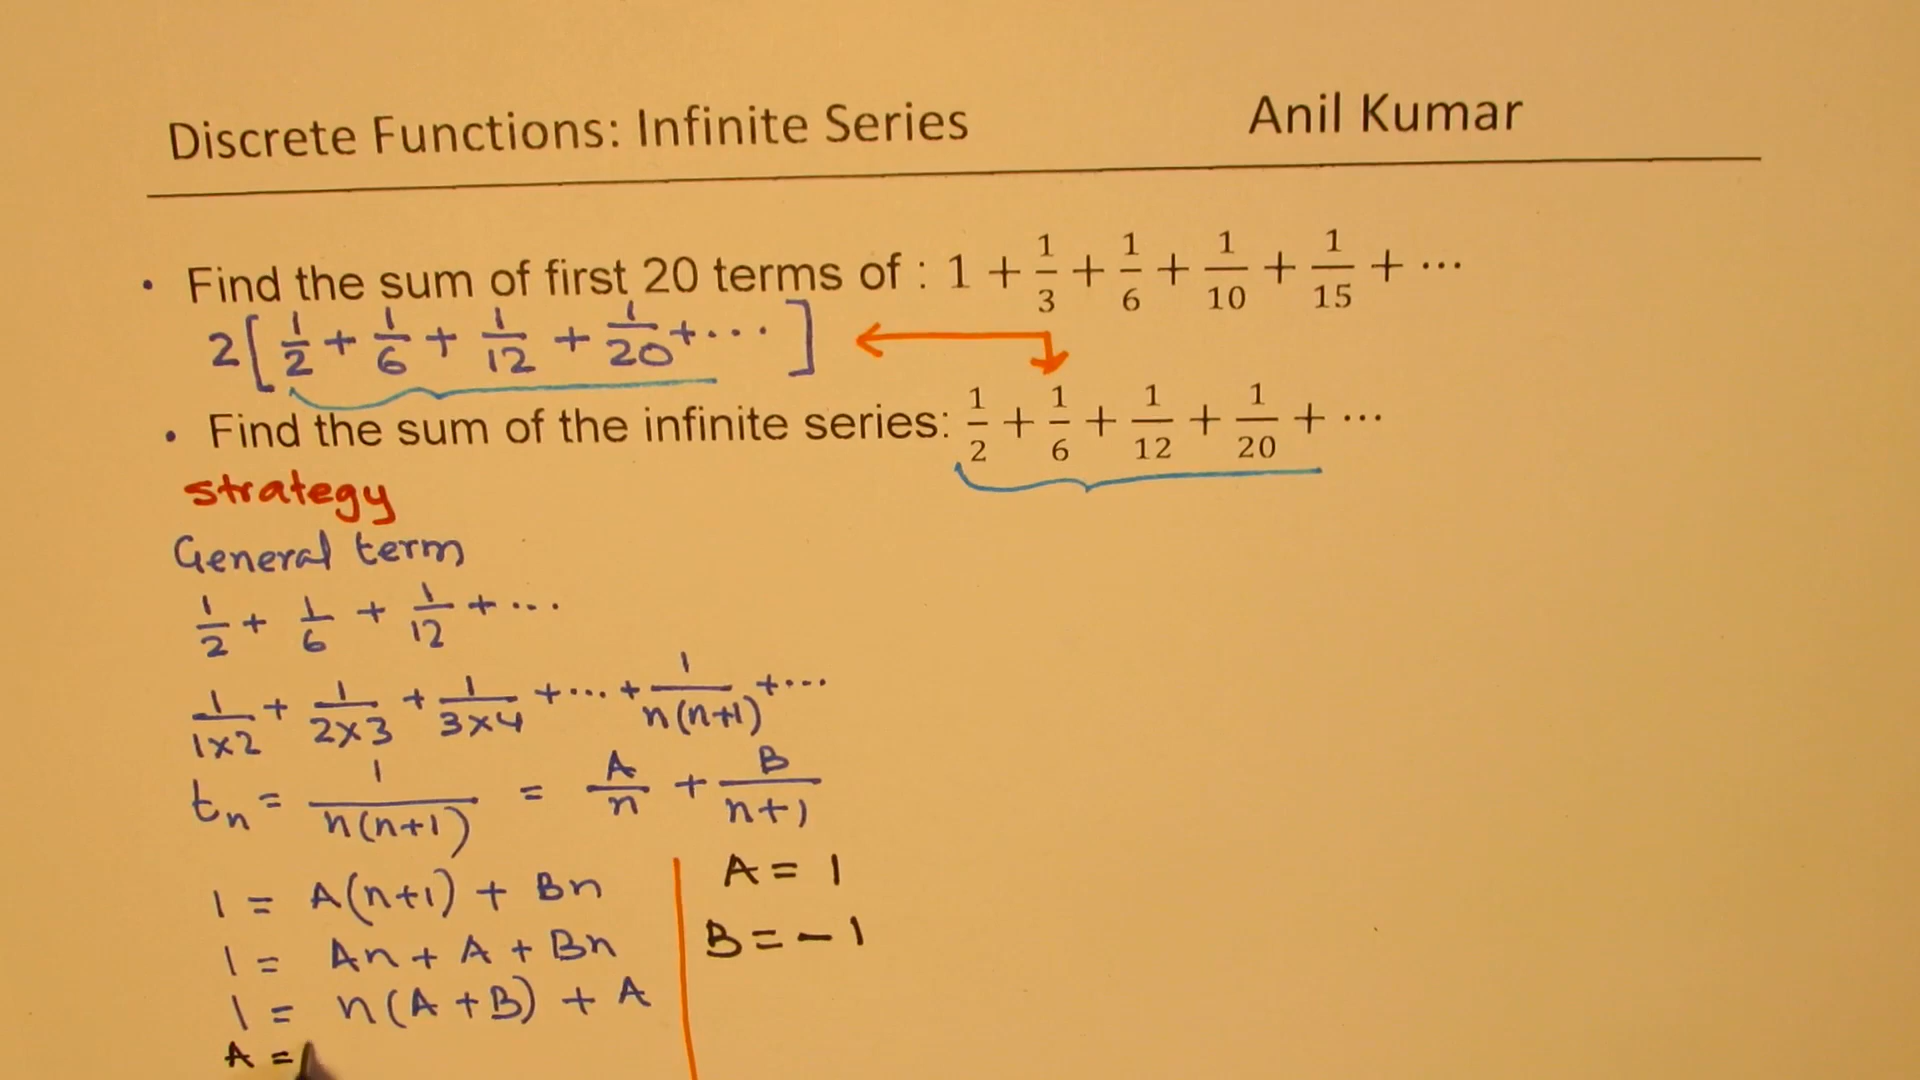 Discrete Functions: Infinite Series Anil Kumar
• Find the sum of first 20 terms of : 1 + 1/3 + 1/6 + 1/10 + 1/15 + ⋯
2[1/2 + 1/6 + 1/12 + 1/20 + ⋯]
• Find the sum of the infinite series: 1/2 + 1/6 + 1/12 + 1/20 + ⋯
strategy
General term
1/2 + 1/6 + 1/12 + ⋯
1/(1×2) + 1/(2×3) + 1/(3×4) + ⋯ + 1/(n(n+1)) + ⋯
tₙ = 1/(n(n+1)) = A/n + B/(n+1)
1 = A(n+1) + Bn
1 = An + A + Bn
1 = n(A + B) + A
A =
A = 1
B = - 1